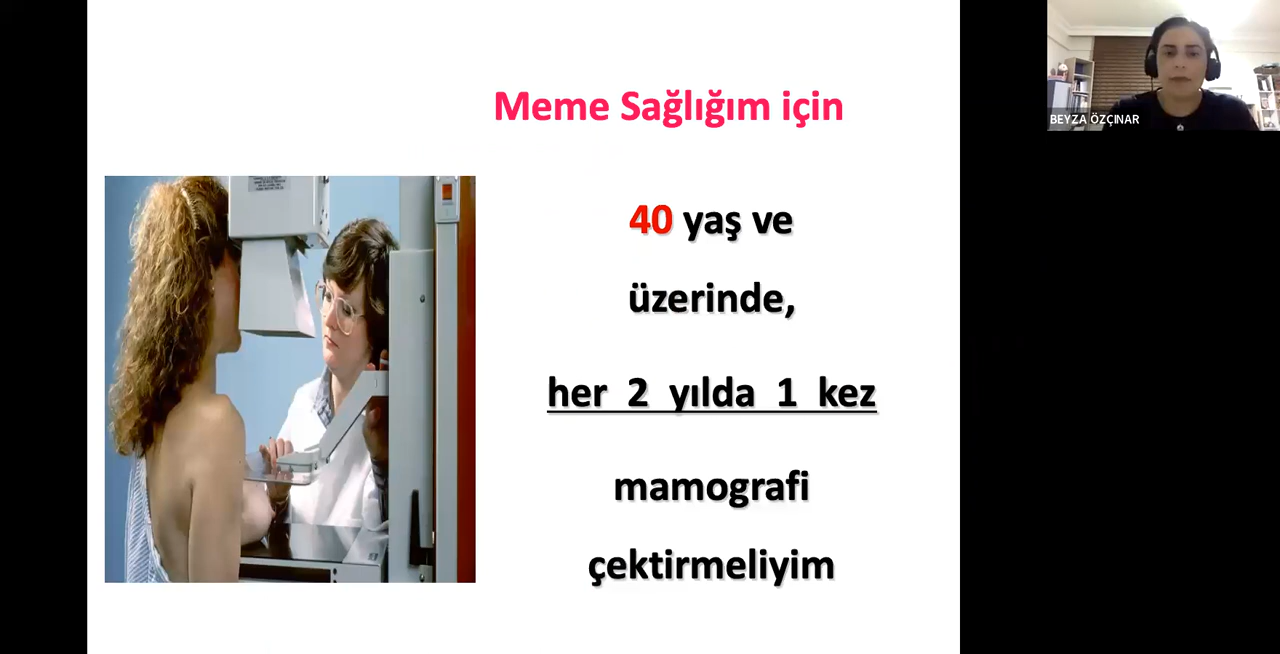 Meme Sağlığım için
40 yaş ve
üzerinde,
her 2 yılda 1 kez
mamografi
çektirmeliyim
BEYZA ÖZÇINAR